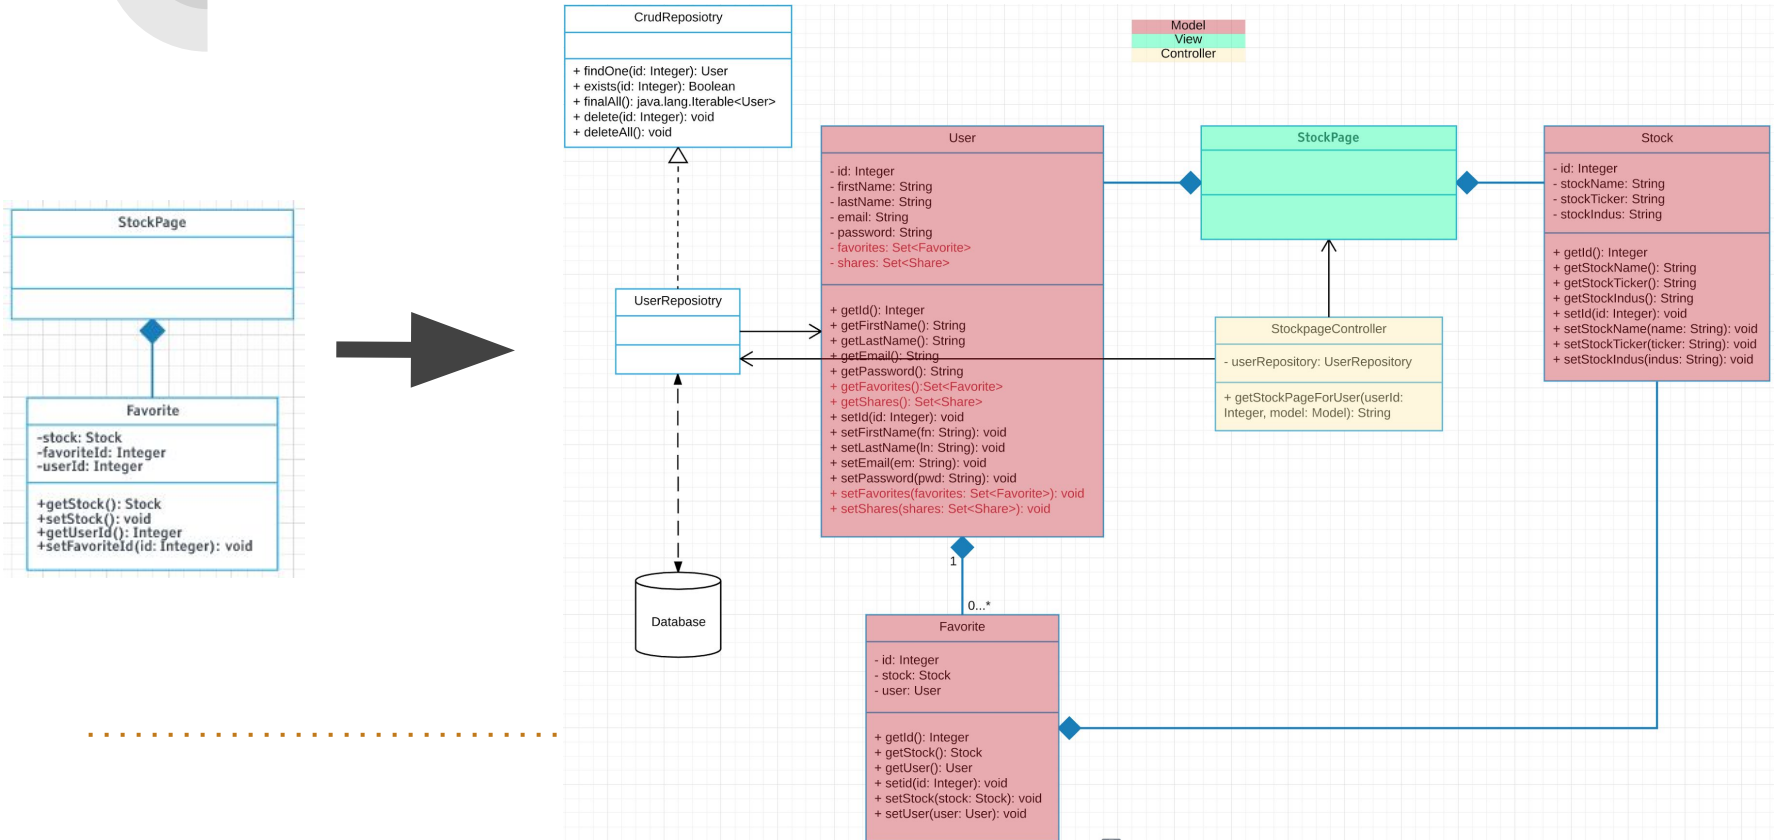 StockPage
Favorite
-stock: Stock
-favoriteId: Integer
-userId: Integer
+getStock(): Stock
+setStock(): void
+getUserId(): Integer
+setFavoriteId(id: Integer): void
CrudReposiotry
+ findOne(id: Integer): User
+ exists(id: Integer): Boolean
+ finalAll(): java.lang.Iterable<User>
+ delete(id: Integer): void
+ deleteAll(): void
UserReposiotry
Database
Model
View
Controller
User
- id: Integer
- firstName: String
- lastName: String
- email: String
- password: String
- favorites: Set<Favorite>
- shares: Set<Share>
+ getId(): Integer
+ getFirstName(): String
+ getLastName(): String
+ getEmail(): String
+ getPassword(): String
+ getFavorites():Set<Favorite>
+ getShares(): Set<Share>
+ setId(id: Integer): void
+ setFirstName(fn: String): void
+ setLastName(ln: String): void
+ setEmail(em: String): void
+ setPassword(pwd: String): void
+ setFavorites(favorites: Set<Favorite>): void
+ setShares(shares: Set<Share>): void
1
0...*
Favorite
- id: Integer
- stock: Stock
- user: User
+ getId(): Integer
+ getStock(): Stock
+ getUser(): User
+ setid(id: Integer): void
+ setStock(stock: Stock): void
+ setUser(user: User): void
StockPage
StockpageController
- userRepository: UserRepository
+ getStockPageForUser(userId:
Integer, model: Model): String
Stock
- id: Integer
- stockName: String
- stockTicker: String
- stockIndus: String
+ getId(): Integer
+ getStockName(): String
+ getStockTicker(): String
+ getStockIndus(): String
+ setId(id: Integer): void
+ setStockName(name: String): void
+ setStockTicker(ticker: String): void
+ setStockIndus(indus: String): void